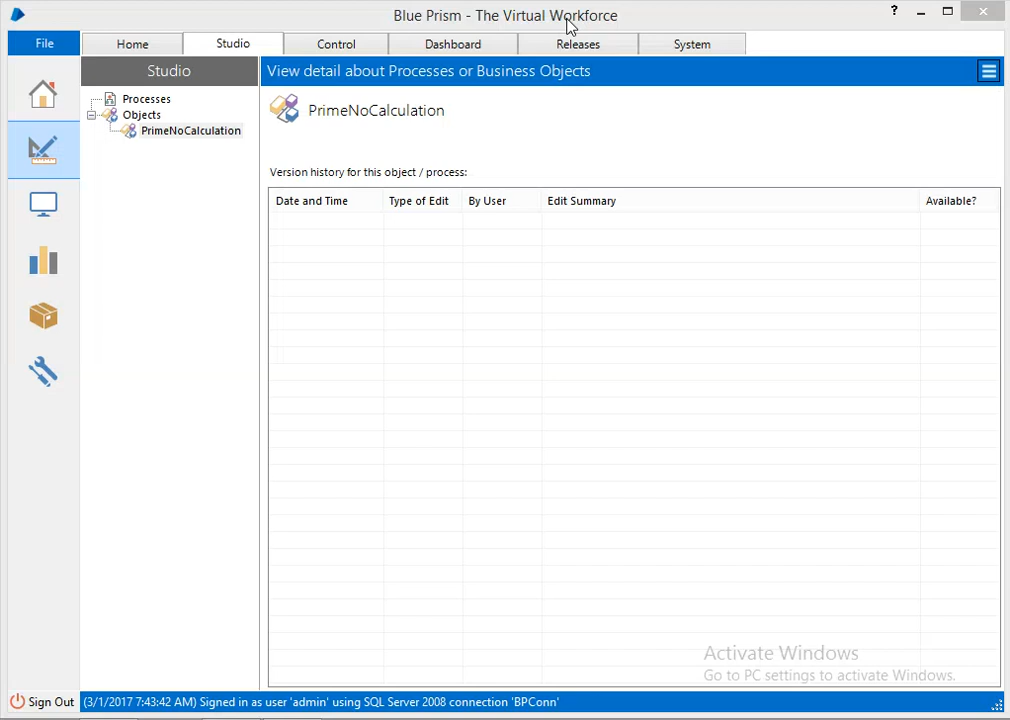 Blue Prism - The Virtual Workforce
?
File
Home
Studio
Control
Dashboard
Releases
System
Studio
View detail about Processes or Business Objects
Processes
Objects
PrimeNoCalculation
PrimeNoCalculation
Version history for this object / process:
Date and Time
Type of Edit
By User
Edit Summary
Available?
Activate Windows
Go to PC settings to activate Windows.
Sign Out
(3/1/2017 7:43:42 AM) Signed in as user 'admin' using SQL Server 2008 connection 'BPConn'